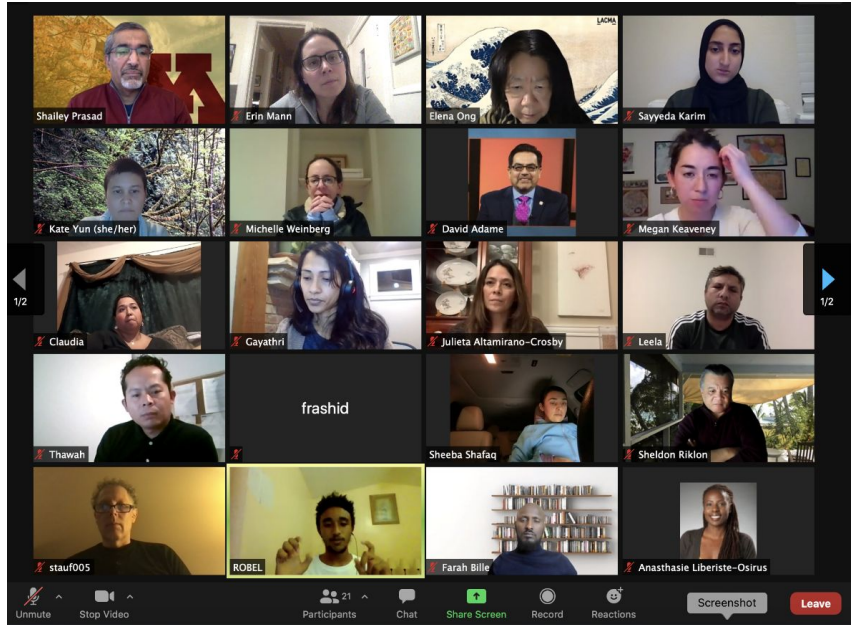 LACMA
Shailey Prasad
Erin Mann
Elena Ong
Sayyeda Karim
Kate Yun (she/her)
Michelle Weinberg
David Adame
Megan Keaveney
1/2
1/2
Claudia
Gayathri
Julieta Altamirano-Crosby
Leela
Thawah
frashid
Sheeba Shafaq
Sheldon Riklon
stauf005
ROBEL
Farah Bille
Anasthasie Liberiste-Osirus
Unmute
Stop Video
21
Participants
Chat
Share Screen
Record
Reactions
Screenshot
Leave